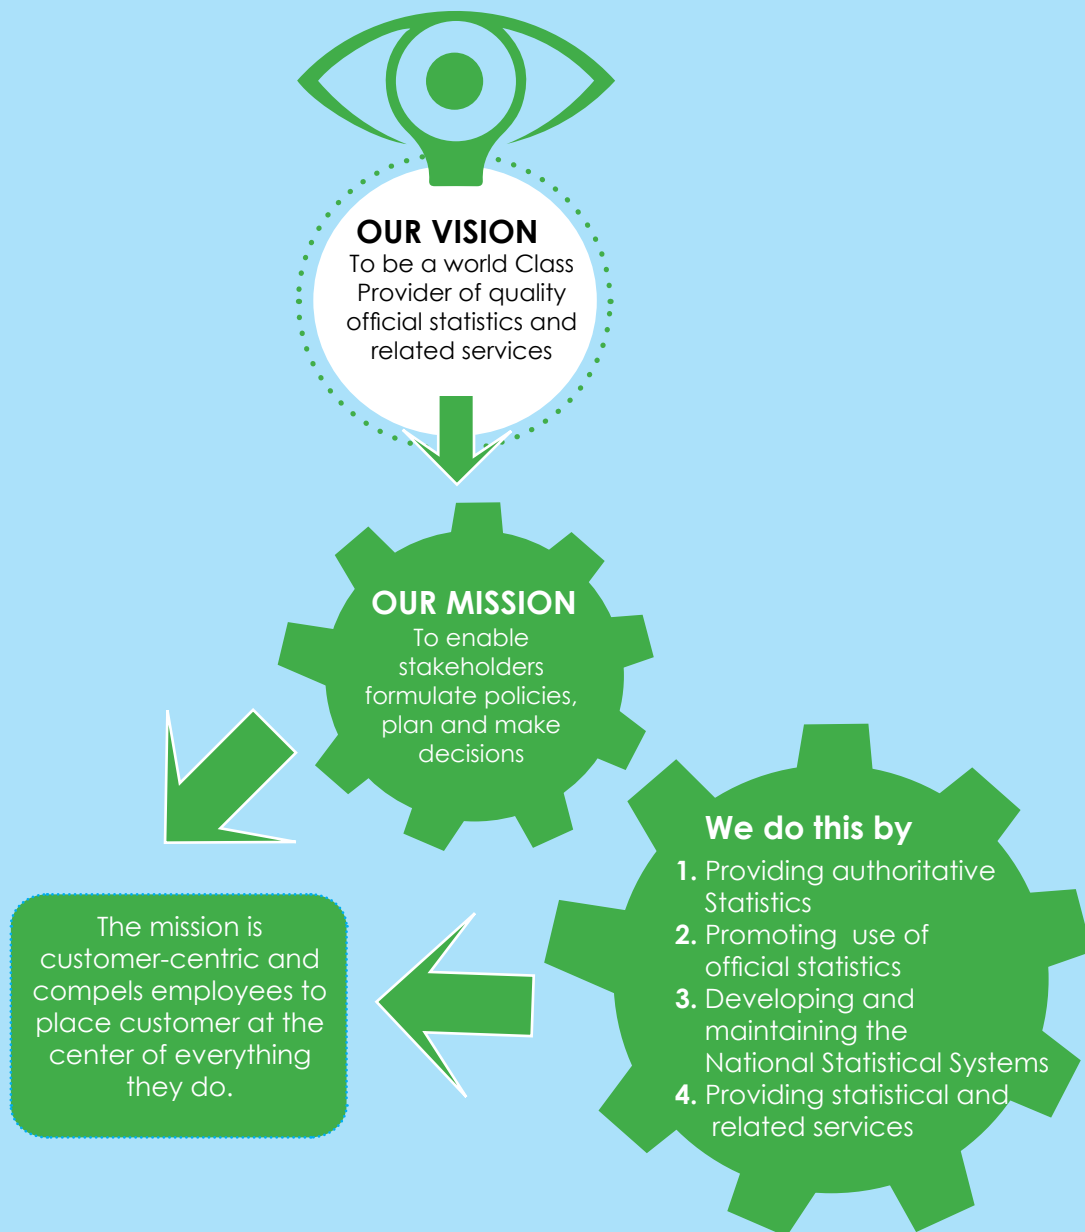 OUR VISION
To be a world Class
Provider of quality
official statistics and
related services
OUR MISSION
To enable
stakeholders
formulate policies,
plan and make
decisions
We do this by
1. Providing authoritative
Statistics
2. Promoting  use of
official statistics
3. Developing and
maintaining the
National Statistical Systems
4. Providing statistical and
related services
The mission is
customer-centric and
compels employees to
place customer at the
center of everything
they do.